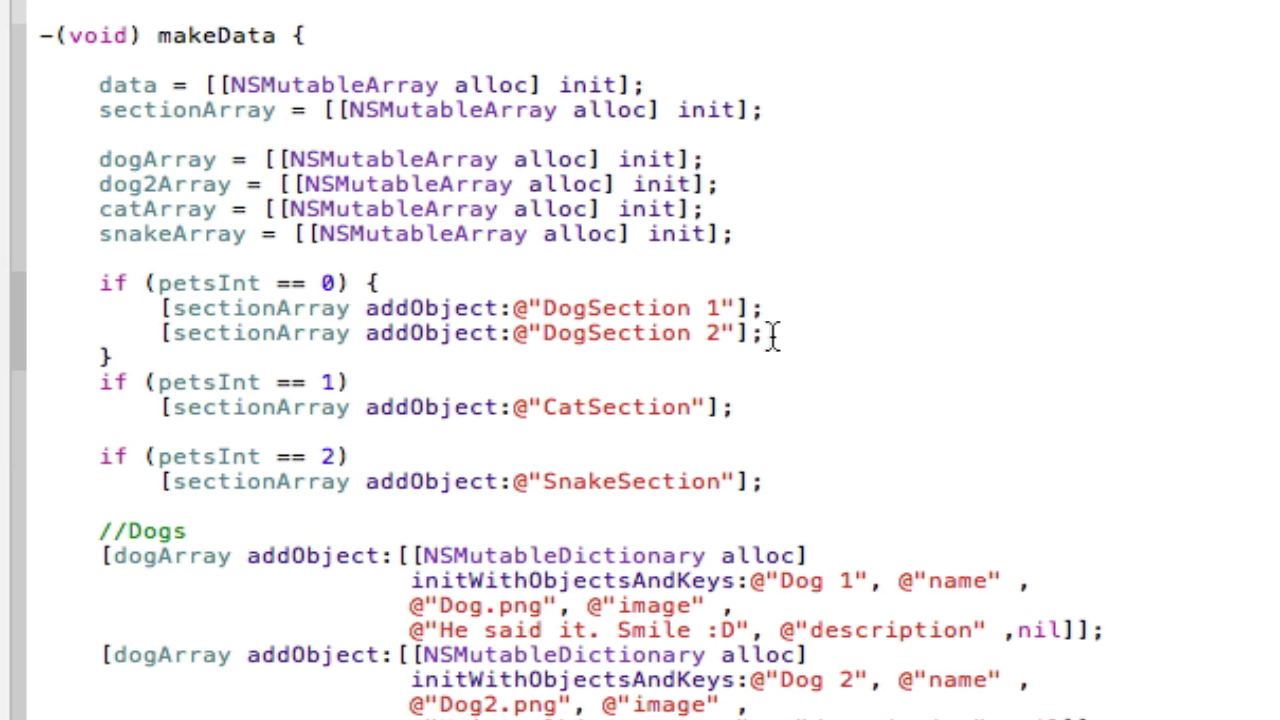 -(void) makeData {
data = [[NSMutableArray alloc] init];
sectionArray = [[NSMutableArray alloc] init];
dogArray = [[NSMutableArray alloc] init];
dog2Array = [[NSMutableArray alloc] init];
catArray = [[NSMutableArray alloc] init];
snakeArray = [[NSMutableArray alloc] init];
if (petsInt == 0) {
[sectionArray addObject:@"DogSection 1"];
[sectionArray addObject:@"DogSection 2"];
}
if (petsInt == 1)
[sectionArray addObject:@"CatSection"];
if (petsInt == 2)
[sectionArray addObject:@"SnakeSection"];
//Dogs
[dogArray addObject:[[NSMutableDictionary alloc]
initWithObjectsAndKeys:@"Dog 1", @"name" ,
@"Dog.png", @"image" ,
@"He said it. Smile :D", @"description" ,nil]];
[dogArray addObject:[[NSMutableDictionary alloc]
initWithObjectsAndKeys:@"Dog 2", @"name" ,
@"Dog2.png", @"image" ,